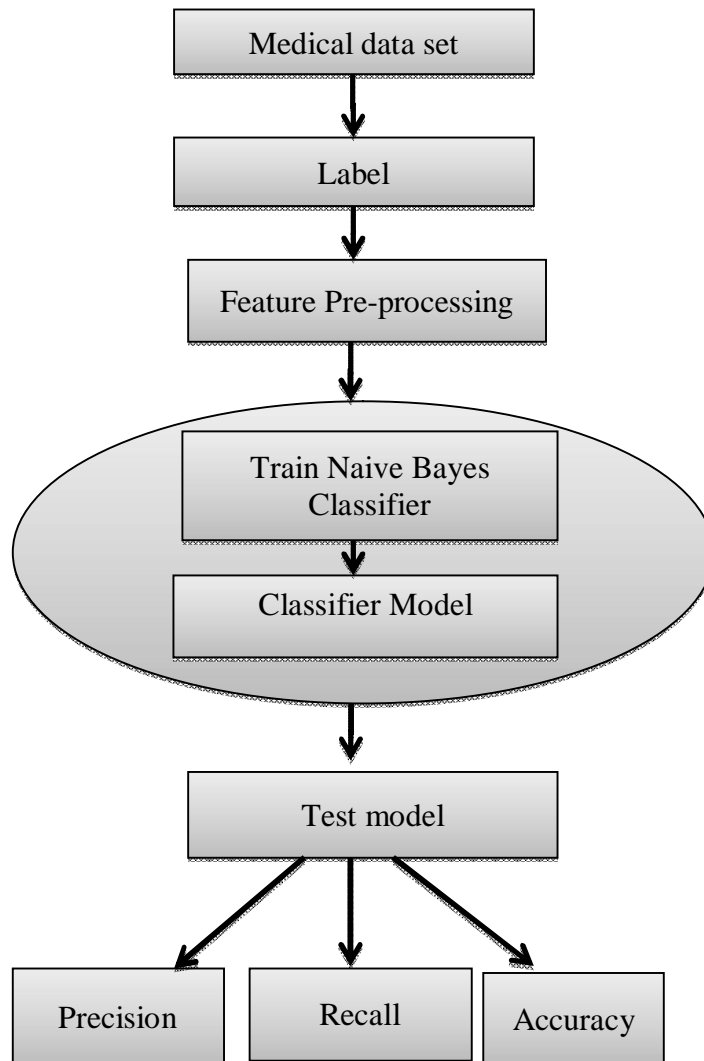 Medical data set
Label
Feature Pre-processing
Train Naive Bayes
Classifier
Classifier Model
Test model
Precision
Recall
Accuracy